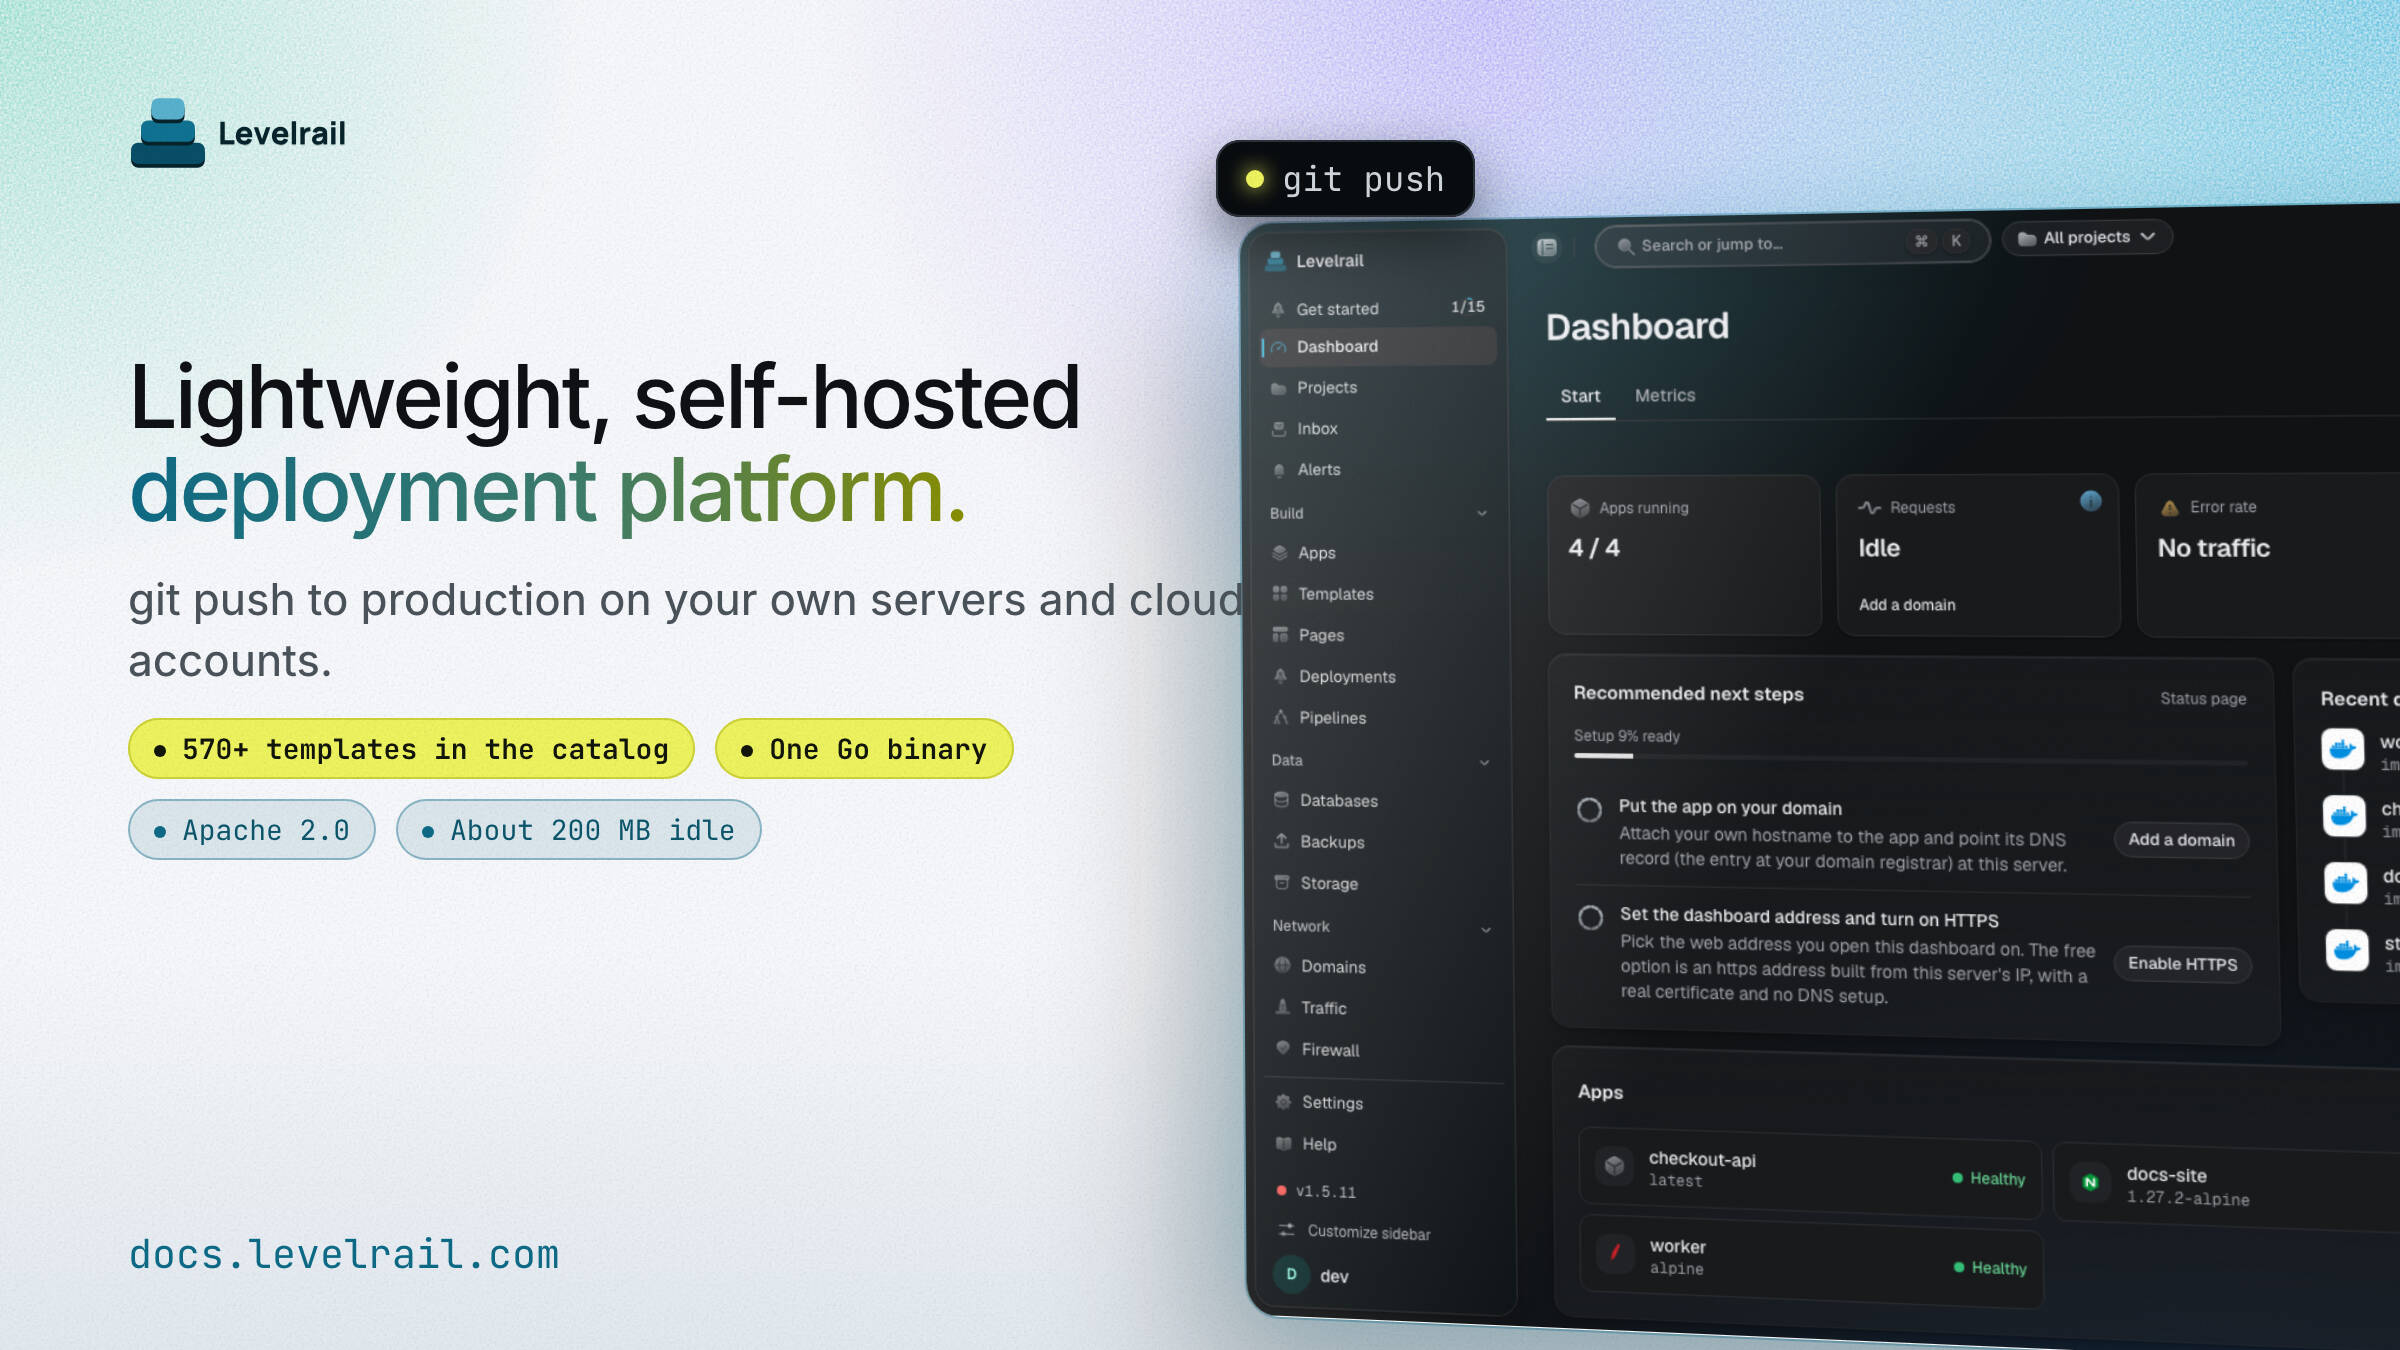 Levelrail
Lightweight, self-hosted
deployment platform.
git push to production on your own servers and cloud
accounts.
570+ templates in the catalog
One Go binary
Apache 2.0
About 200 MB idle
docs.levelrail.com
git push
Levelrail
Get started 1/15
Dashboard
Projects
Inbox
Alerts
Build
Apps
Templates
Pages
Deployments
Pipelines
Data
Databases
Backups
Storage
Network
Domains
Traffic
Firewall
Settings
Help
v1.5.11
Customize sidebar
D dev
Search or jump to... ⌘ K
All projects
Dashboard
Start Metrics
Apps running
4 / 4
Requests
Idle
Add a domain
Error rate
No traffic
Recommended next steps
Status page
Setup 9% ready
Put the app on your domain
Attach your own hostname to the app and point its DNS
record (the entry at your domain registrar) at this server.
Add a domain
Set the dashboard address and turn on HTTPS
Pick the web address you open this dashboard on. The free
option is an https address built from this server's IP, with a
real certificate and no DNS setup.
Enable HTTPS
Recent
Apps
checkout-api
latest
Healthy
docs-site
1.27.2-alpine
worker
alpine
Healthy